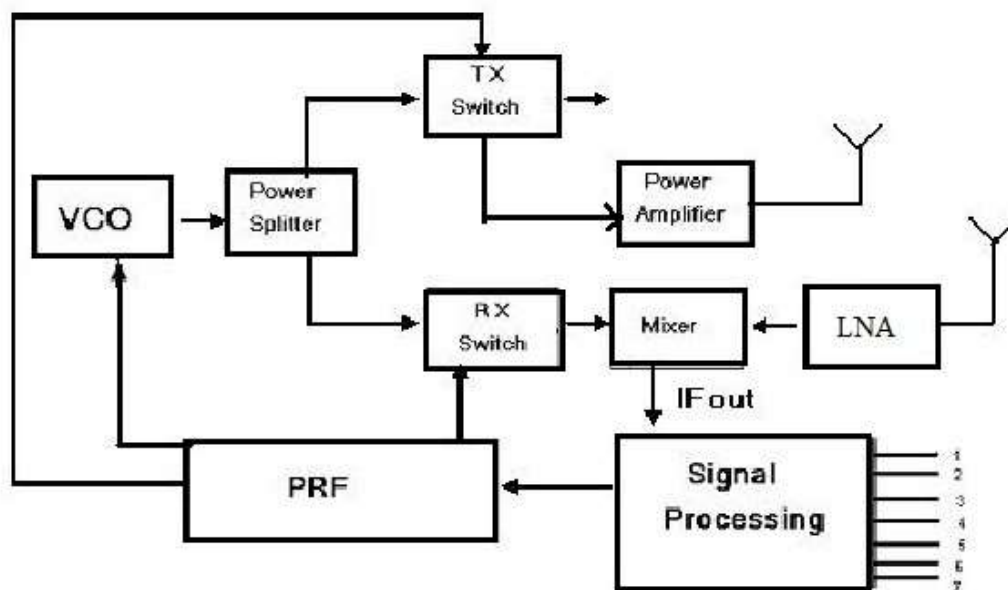 TX
Switch
Power
Splitter
VCO
Power
Amplifier
RX
Switch
Mixer
LNA
IFout
PRF
Signal
Processing
1
2
3
4
5
6
7